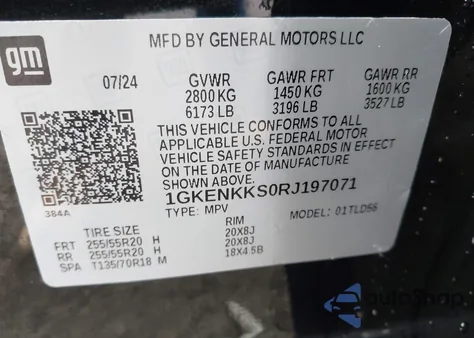 gm
MFD BY GENERAL MOTORS LLC
07/24
GVWR GAWR FRT GAWR RR
2800 KG 1450 KG 1600 KG
6173 LB 3196 LB 3527 LB
THIS VEHICLE CONFORMS TO ALL
APPLICABLE U.S. FEDERAL MOTOR
VEHICLE SAFETY STANDARDS IN EFFECT
ON THE DATE OF MANUFACTURE
SHOWN ABOVE.
1GKENKKS0RJ197071
384A
TYPE: MPV MODEL: 01TLD56
TIRE SIZE RIM
FRT 255/55R20 H 20X8J
RR 255/55R20 H 20X8J
SPA T135/70R18 M 18X4.5B
autoSnap